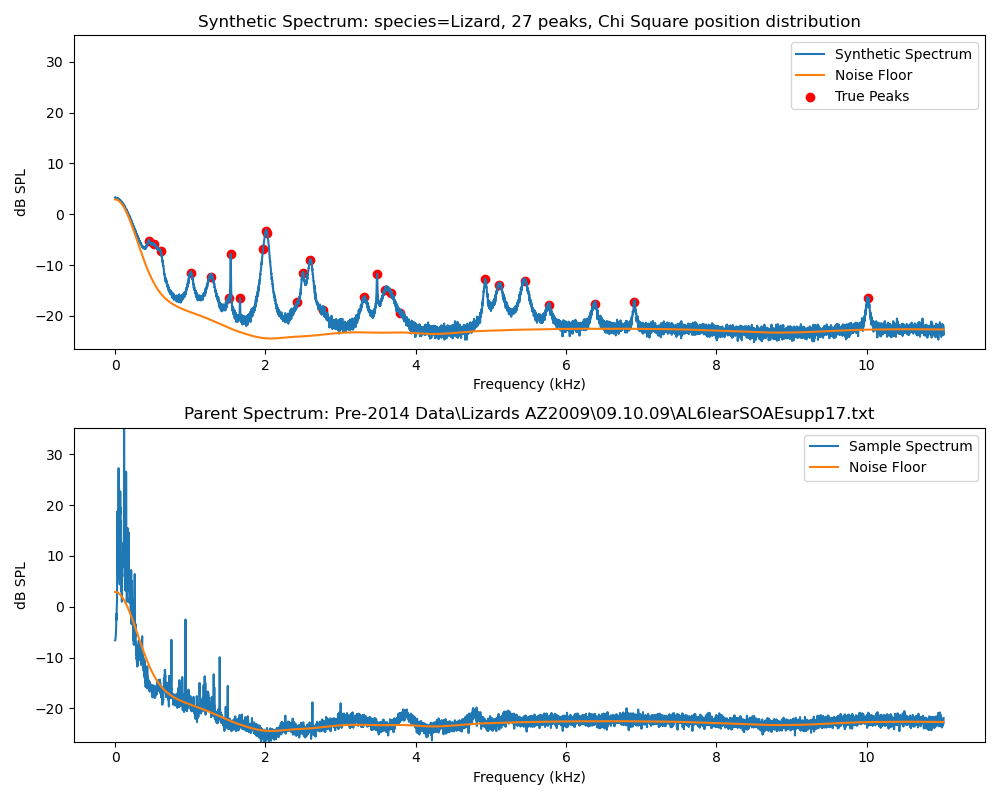 Synthetic Spectrum: species=Lizard, 27 peaks, Chi Square position distribution
30
20
10
0
−10
−20
dB SPL
Synthetic Spectrum
Noise Floor
True Peaks
0 2 4 6 8 10
Frequency (kHz)
Parent Spectrum: Pre-2014 Data\Lizards AZ2009\09.10.09\AL6learSOAEsupp17.txt
30
20
10
0
−10
−20
dB SPL
Sample Spectrum
Noise Floor
0 2 4 6 8 10
Frequency (kHz)